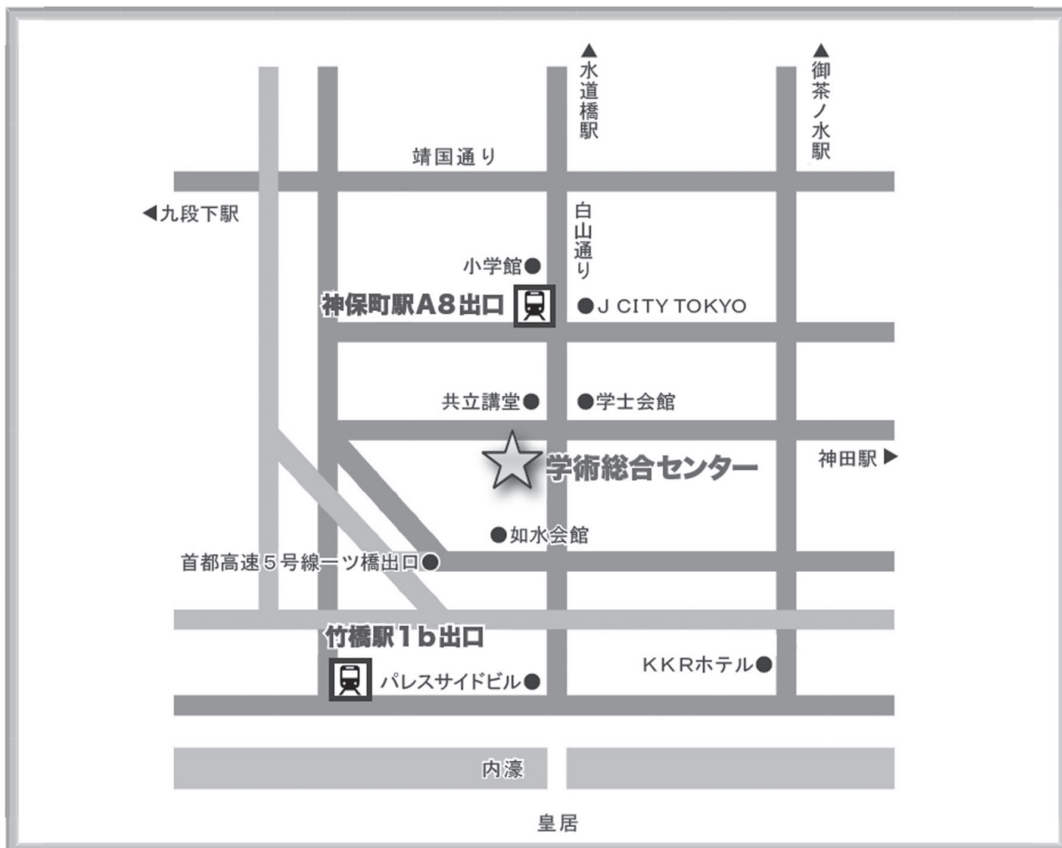 ▲水道橋駅
▲御茶ノ水駅
靖国通り
◀九段下駅
白山通り
小学館●
神保町駅A8出口
●J CITY TOKYO
共立講堂●
●学士会館
神田駅▶
学術総合センター
●如水会館
首都高速5号線一ツ橋出口●
竹橋駅1b出口
KKRホテル●
パレスサイドビル●
内濠
皇居